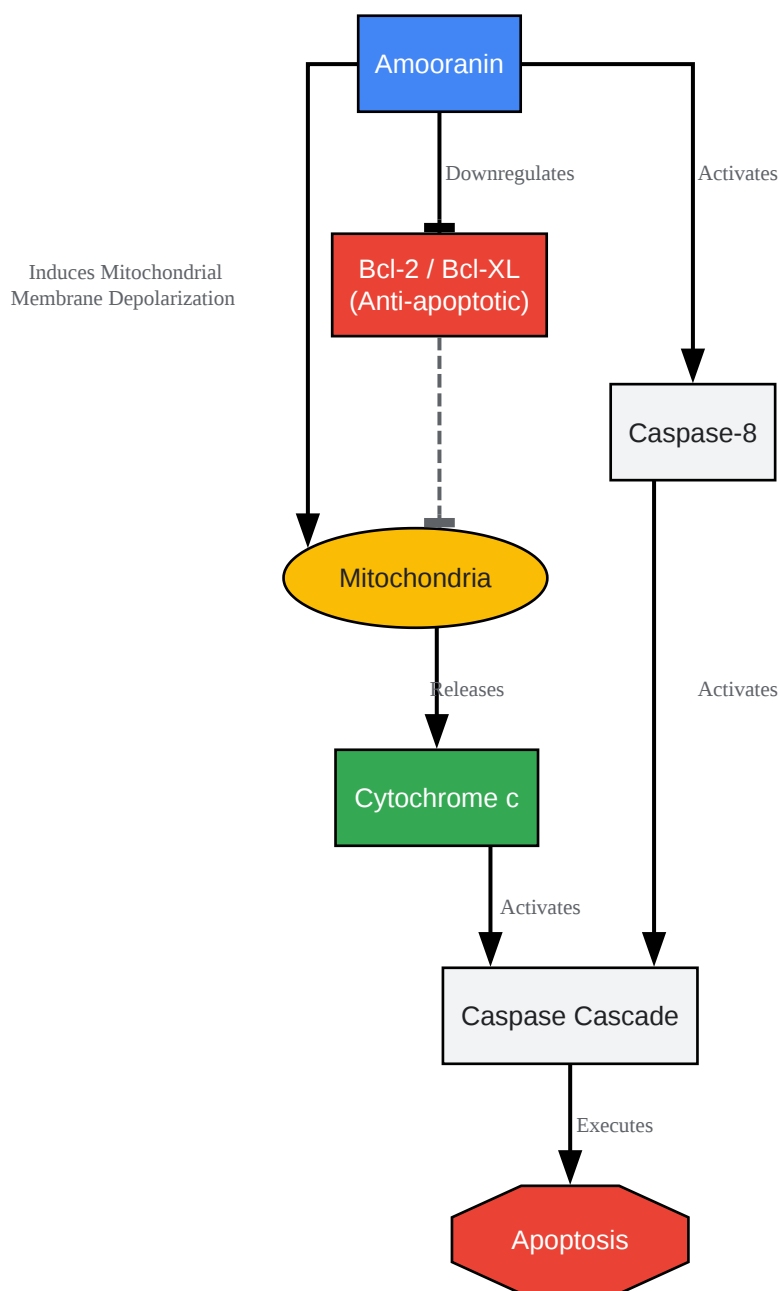 Amooranin
Downregulates
Activates
Induces Mitochondrial
Membrane Depolarization
Bcl-2 / Bcl-XL
(Anti-apoptotic)
Caspase-8
Mitochondria
Releases
Activates
Cytochrome c
Activates
Caspase Cascade
Executes
Apoptosis